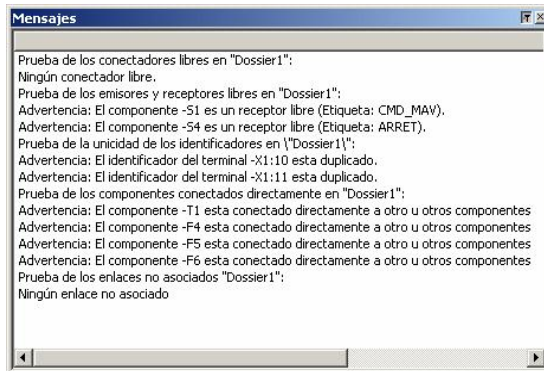 Mensajes
Prueba de los conectadores libres en "Dossier1":
Ningún conectador libre.
Prueba de los emisores y receptores libres en "Dossier1":
Advertencia: El componente -S1 es un receptor libre (Etiqueta: CMD_MAV).
Advertencia: El componente -S4 es un receptor libre (Etiqueta: ARRET).
Prueba de la unicidad de los identificadores en \"Dossier1\":
Advertencia: El identificador del terminal -X1:10 esta duplicado.
Advertencia: El identificador del terminal -X1:11 esta duplicado.
Prueba de los componentes conectados directamente en "Dossier1":
Advertencia: El componente -T1 esta conectado directamente a otro u otros componentes
Advertencia: El componente -F4 esta conectado directamente a otro u otros componentes
Advertencia: El componente -F5 esta conectado directamente a otro u otros componentes
Advertencia: El componente -F6 esta conectado directamente a otro u otros componentes
Prueba de los enlaces no asociados "Dossier1":
Ningún enlace no asociado